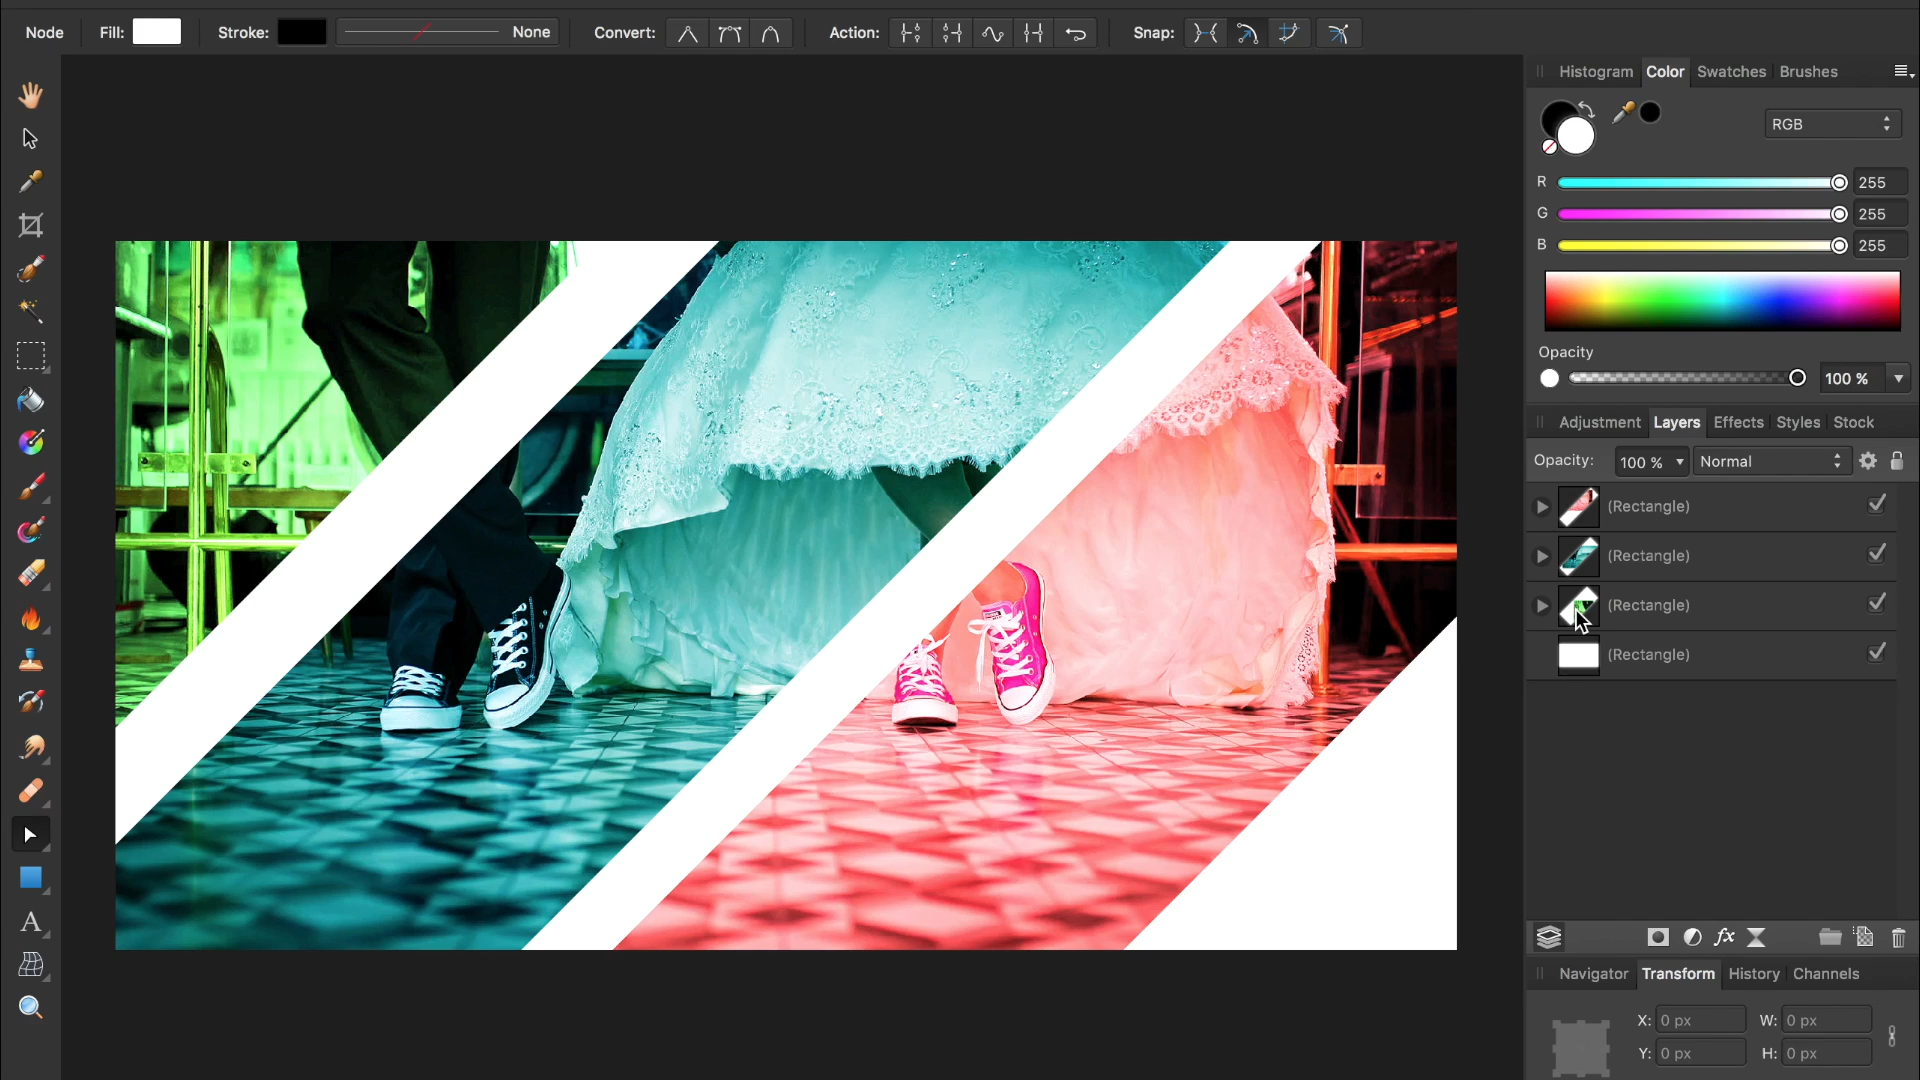 Node Fill: Stroke: None Convert: Action: Snap:
Histogram Color Swatches Brushes
RGB
R 255
G 255
B 255
Opacity
100 %
Adjustment Layers Effects Styles Stock
Opacity: 100 % Normal
(Rectangle)
(Rectangle)
(Rectangle)
(Rectangle)
fx
A
Navigator Transform History Channels
X: 0 px W: 0 px
Y: 0 px H: 0 px